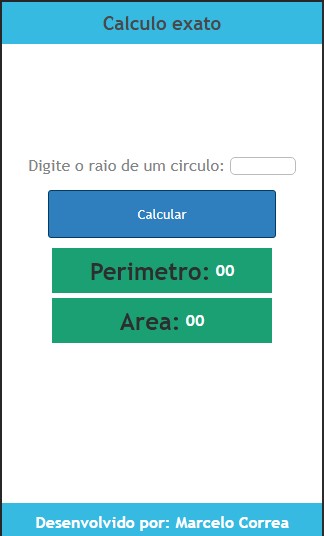 Calculo exato
Digite o raio de um circulo:
Calcular
Perimetro: 00
Area: 00
Desenvolvido por: Marcelo Correa